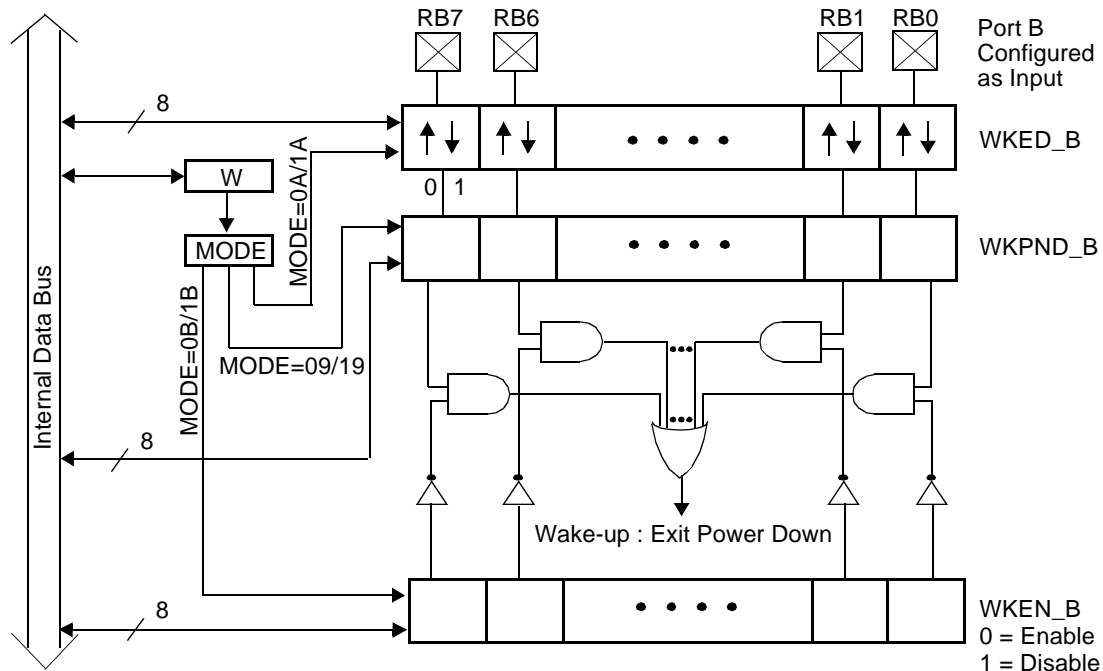 RB7 RB6 RB1 RB0
Port B
Configured
as Input
8
WKED_B
W
0 1
MODE=0A/1A
MODE
WKPND_B
MODE=0B/1B
MODE=09/19
Internal Data Bus
8
Wake-up : Exit Power Down
8
WKEN_B
0 = Enable
1 = Disable